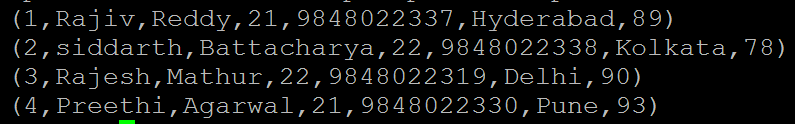 (1,Rajiv,Reddy,21,9848022337,Hyderabad,89)
(2,siddarth,Battacharya,22,9848022338,Kolkata,78)
(3,Rajesh,Mathur,22,9848022319,Delhi,90)
(4,Preethi,Agarwal,21,9848022330,Pune,93)